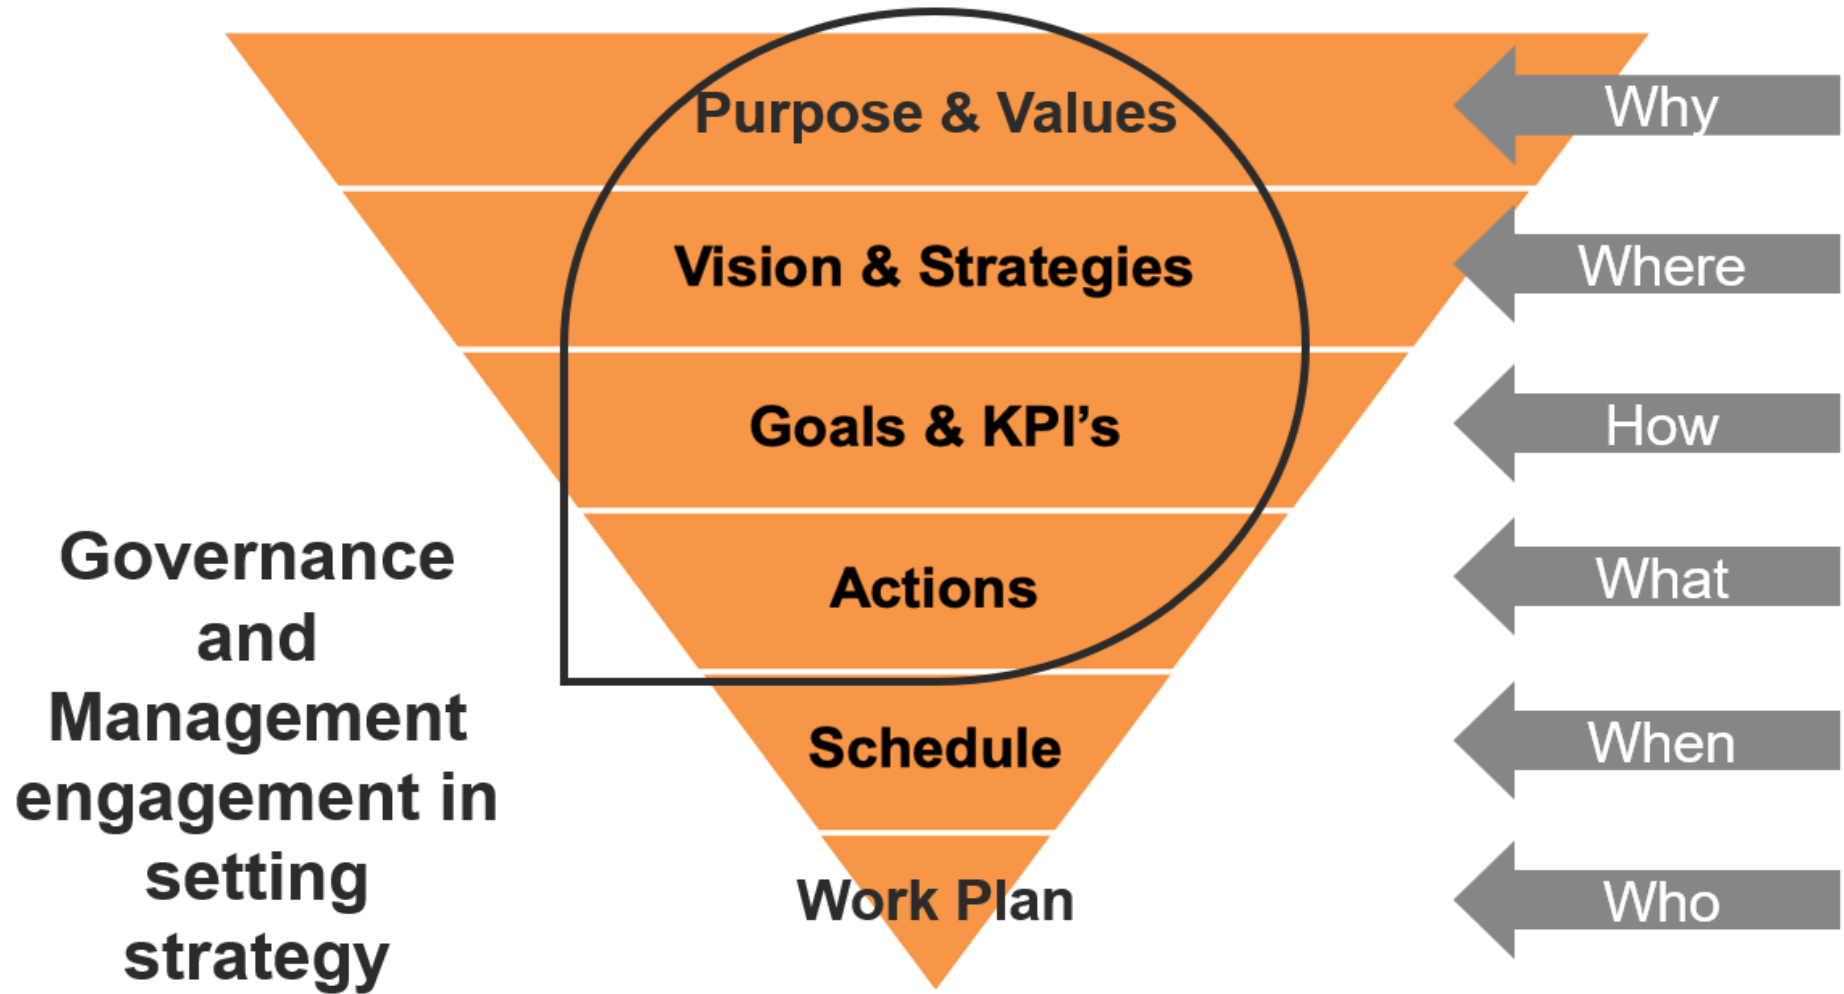 Purpose & Values
Why
Vision & Strategies
Where
Goals & KPI’s
How
Actions
What
Schedule
When
Work Plan
Who
Governance
and
Management
engagement in
setting
strategy